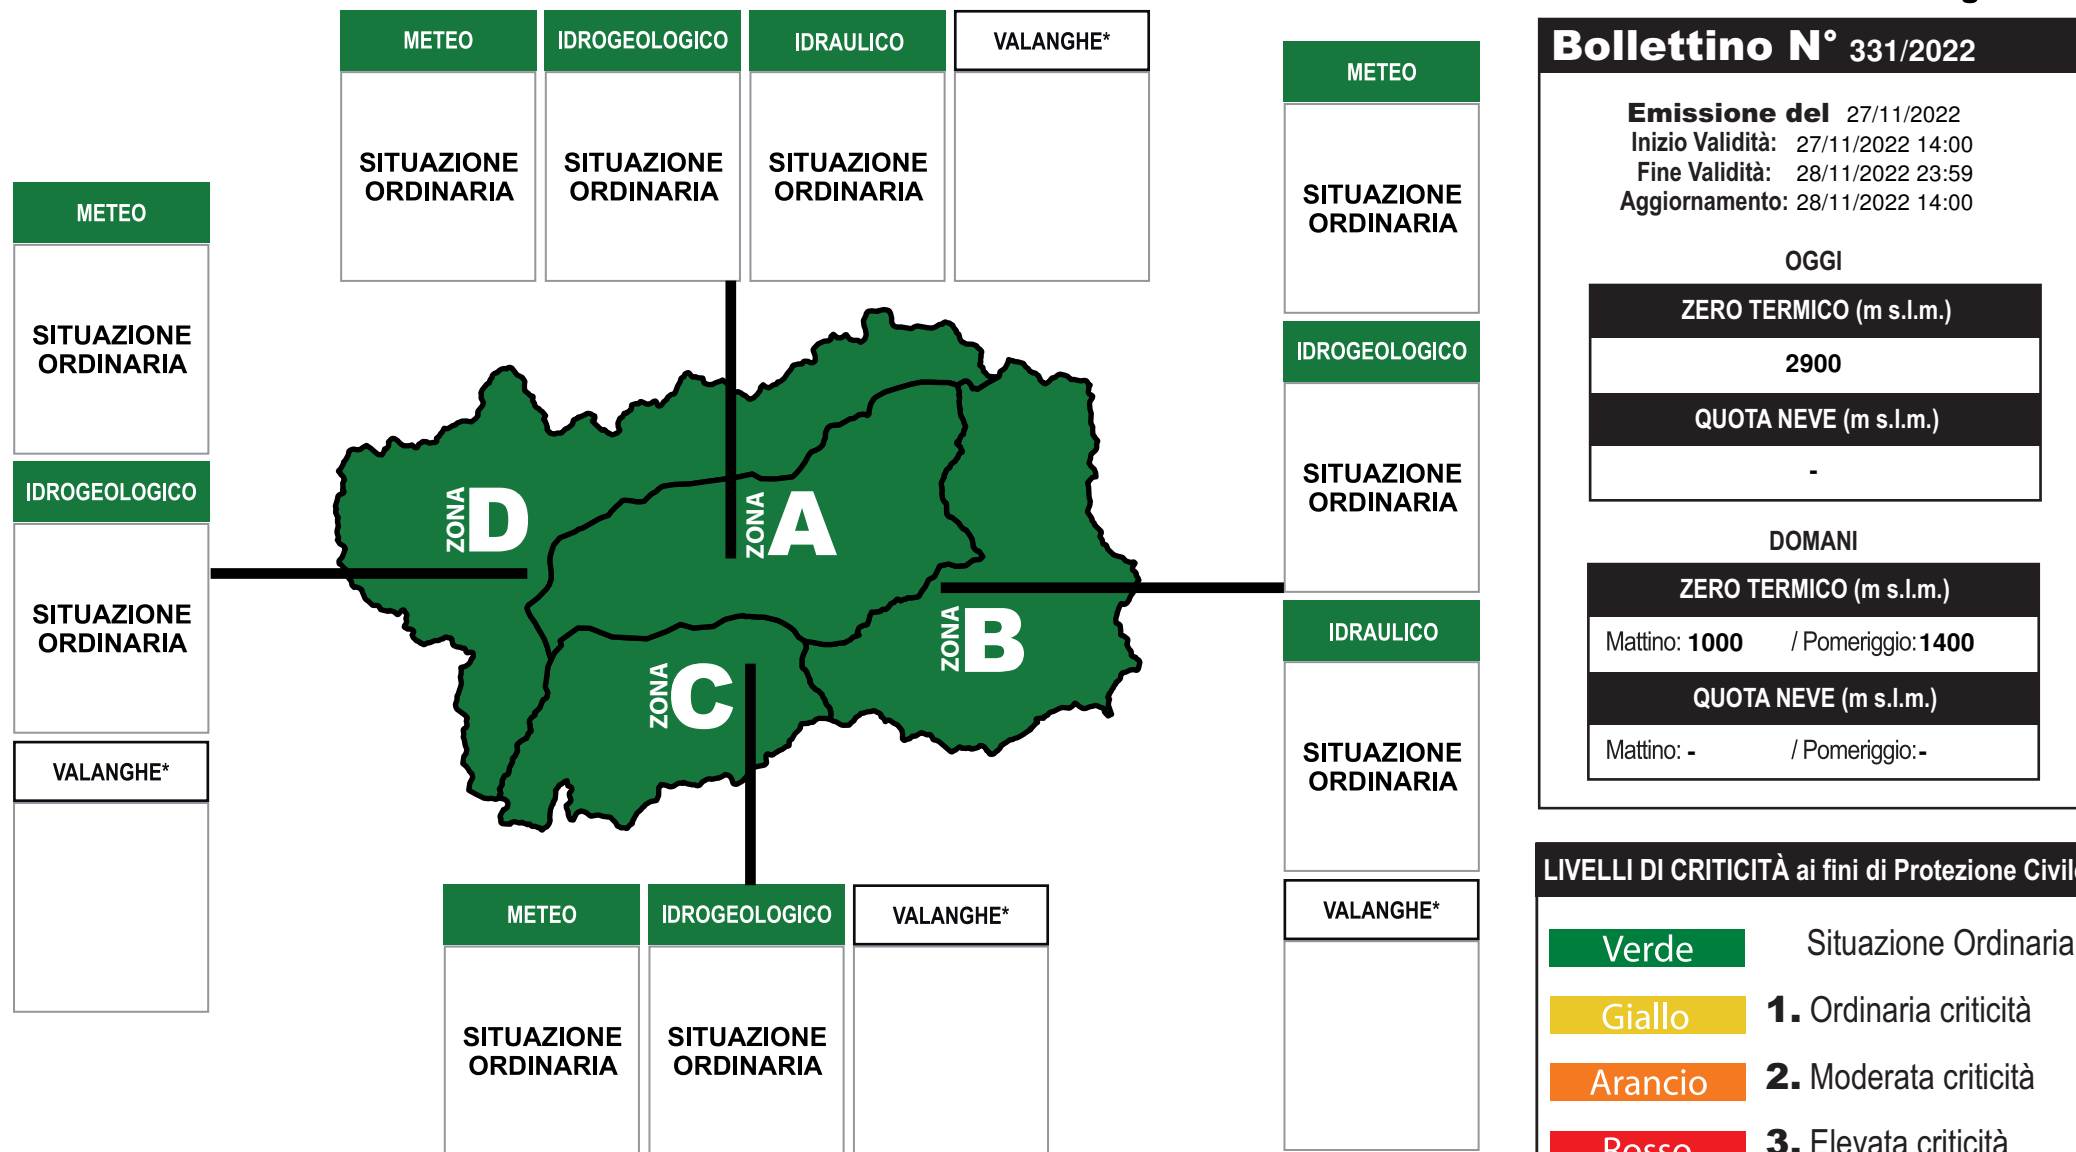 METEO
IDROGEOLOGICO
IDRAULICO
VALANGHE*
SITUAZIONE
ORDINARIA
SITUAZIONE
ORDINARIA
SITUAZIONE
ORDINARIA
METEO
SITUAZIONE
ORDINARIA
IDROGEOLOGICO
SITUAZIONE
ORDINARIA
VALANGHE*
ZONA D
ZONA A
ZONA B
ZONA C
METEO
SITUAZIONE
ORDINARIA
IDROGEOLOGICO
SITUAZIONE
ORDINARIA
IDRAULICO
SITUAZIONE
ORDINARIA
VALANGHE*
METEO
IDROGEOLOGICO
VALANGHE*
SITUAZIONE
ORDINARIA
SITUAZIONE
ORDINARIA
Bollettino N° 331/2022
Emissione del 27/11/2022
Inizio Validità: 27/11/2022 14:00
Fine Validità: 28/11/2022 23:59
Aggiornamento: 28/11/2022 14:00
OGGI
ZERO TERMICO (m s.l.m.)
2900
QUOTA NEVE (m s.l.m.)
-
DOMANI
ZERO TERMICO (m s.l.m.)
Mattino: 1000 / Pomeriggio: 1400
QUOTA NEVE (m s.l.m.)
Mattino: - / Pomeriggio: -
LIVELLI DI CRITICITÀ ai fini di Protezione Civile
Verde Situazione Ordinaria
Giallo 1. Ordinaria criticità
Arancio 2. Moderata criticità
Rosso 3. Elevata criticità